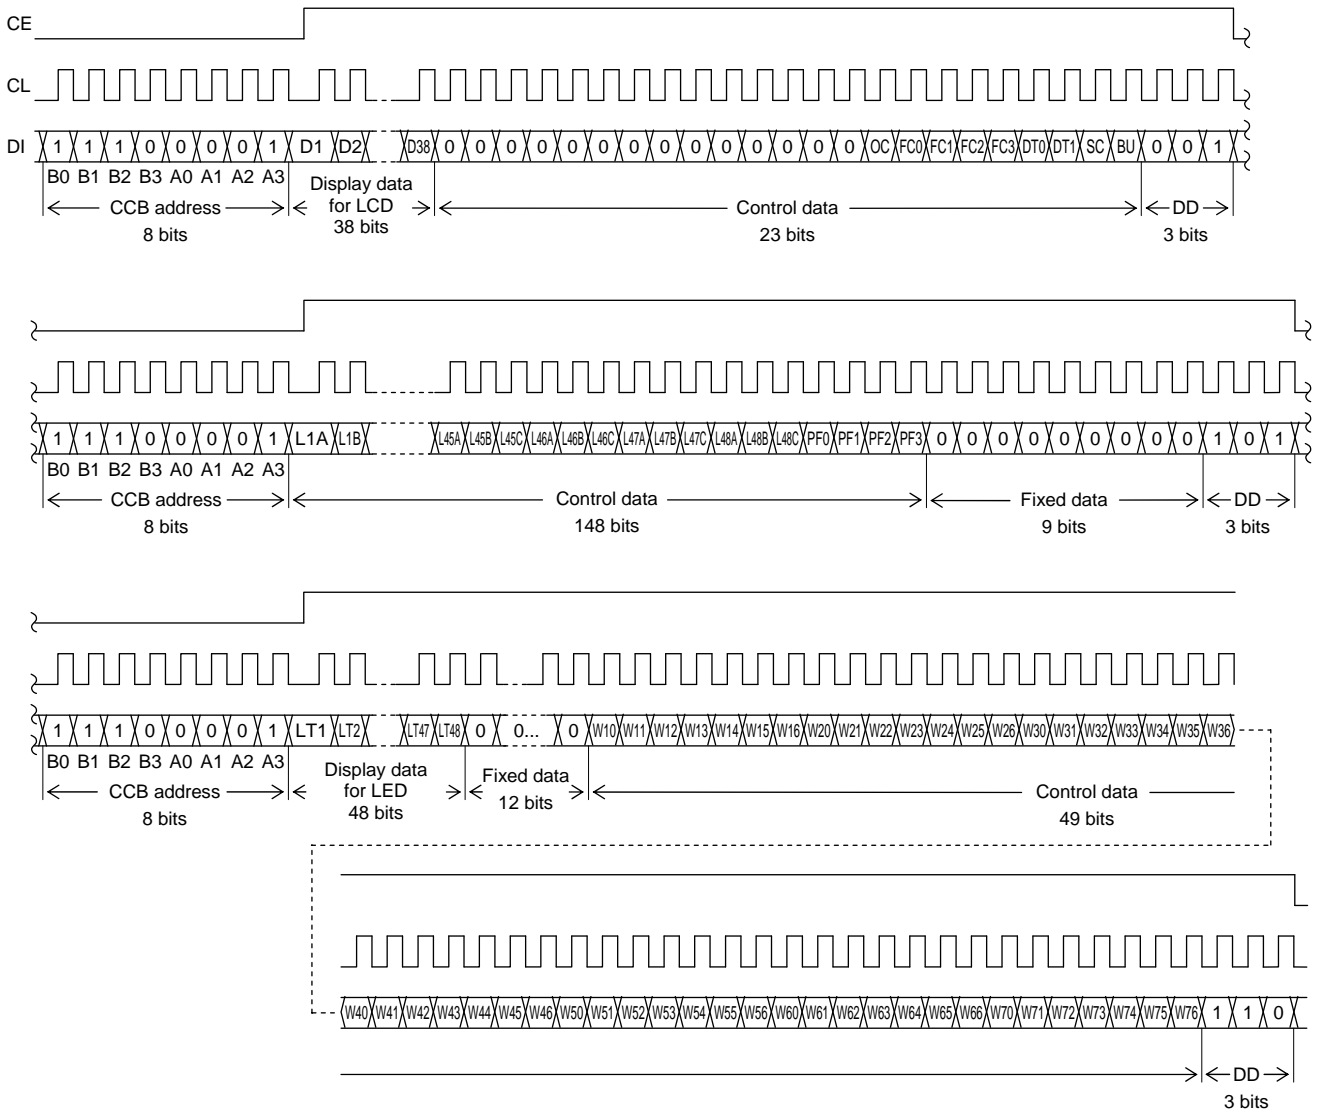 CE
CL
DI 1 1 1 0 0 0 0 1 D1 D2 D38 0 0 0 0 0 0 0 0 0 0 0 0 0 0 OC FC0 FC1 FC2 FC3 DT0 DT1 SC BU 0 0 1
B0 B1 B2 B3 A0 A1 A2 A3
CCB address
8 bits
Display data
for LCD
38 bits
Control data
23 bits
DD
3 bits
1 1 1 0 0 0 0 1 L1A L1B L45A L45B L45C L46A L46B L46C L47A L47B L47C L48A L48B L48C PF0 PF1 PF2 PF3 0 0 0 0 0 0 0 0 0 1 0 1
B0 B1 B2 B3 A0 A1 A2 A3
CCB address
8 bits
Control data
148 bits
Fixed data
9 bits
DD
3 bits
1 1 1 0 0 0 0 1 LT1 LT2 LT47 LT48 0 0... 0 W10 W11 W12 W13 W14 W15 W16 W20 W21 W22 W23 W24 W25 W26 W30 W31 W32 W33 W34 W35 W36
B0 B1 B2 B3 A0 A1 A2 A3
CCB address
8 bits
Display data
for LED
48 bits
Fixed data
12 bits
Control data
49 bits
W40 W41 W42 W43 W44 W45 W46 W50 W51 W52 W53 W54 W55 W56 W60 W61 W62 W63 W64 W65 W66 W70 W71 W72 W73 W74 W75 W76 1 1 0
DD
3 bits